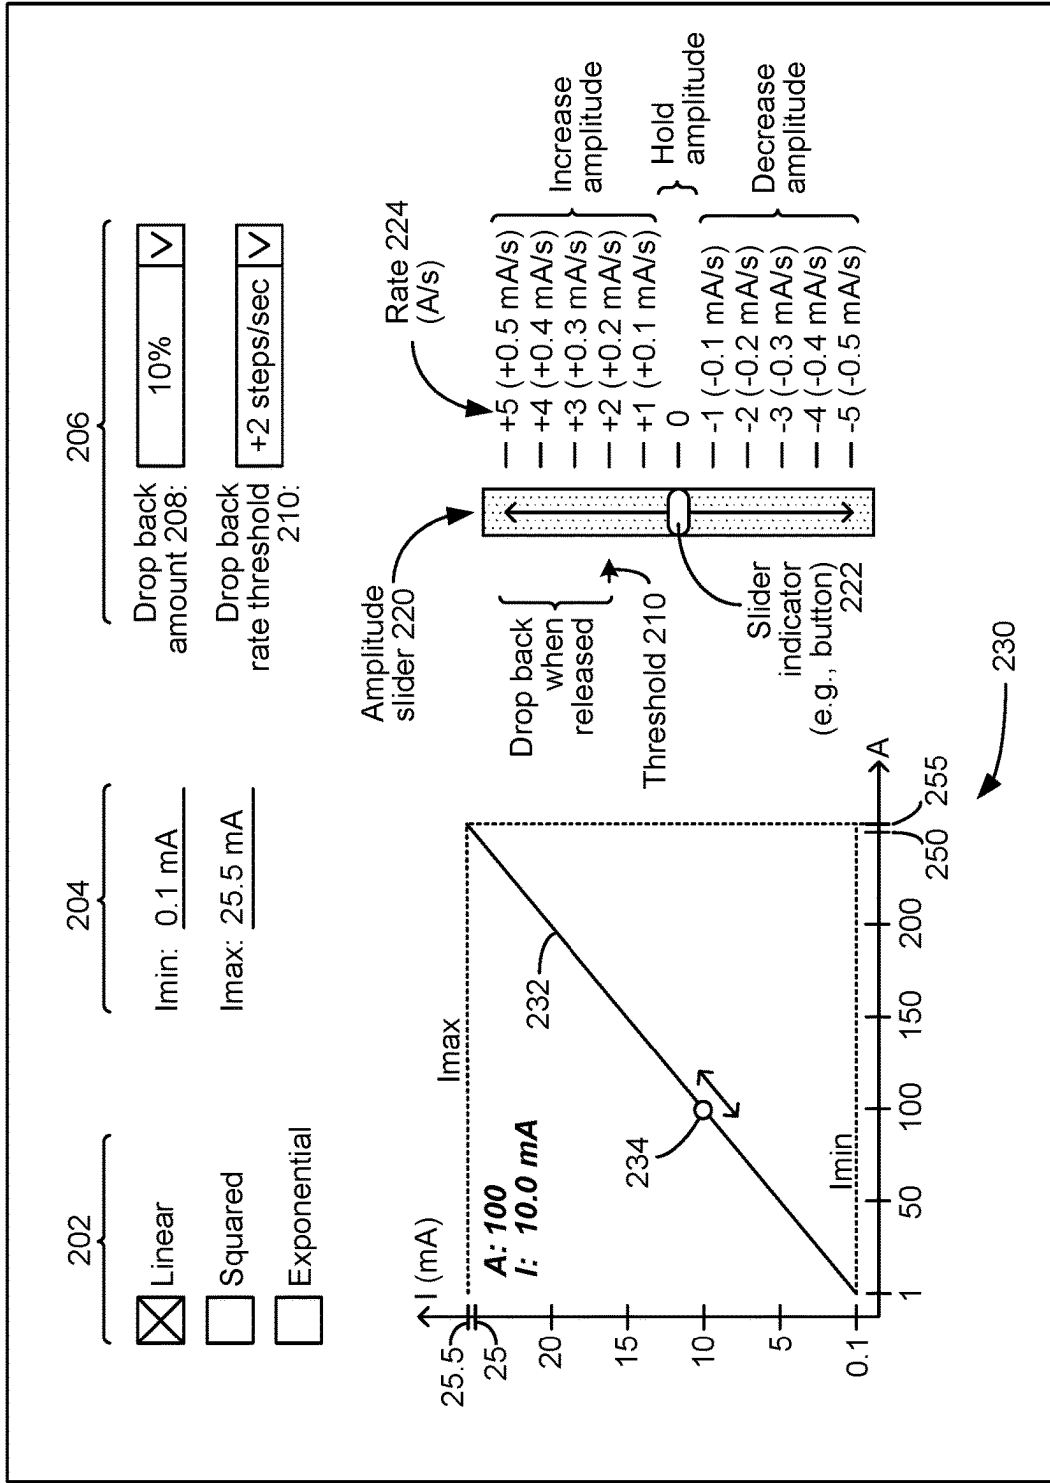 202
Linear
Squared
Exponential
204
Imin: 0.1 mA
Imax: 25.5 mA
206
Drop back
amount 208:
10%
Drop back
rate threshold
210:
+2 steps/sec
I (mA)
25.5
25
20
15
10
5
0.1
A: 100
I: 10.0 mA
Imax
232
234
Imin
1
50
100
150
200
250
255
A
230
Amplitude
slider 220
Rate 224
(A/s)
Drop back
when
released
Threshold 210
Slider
indicator
(e.g., button)
222
+5 (+0.5 mA/s)
+4 (+0.4 mA/s)
+3 (+0.3 mA/s)
+2 (+0.2 mA/s)
+1 (+0.1 mA/s)
0
-1 (-0.1 mA/s)
-2 (-0.2 mA/s)
-3 (-0.3 mA/s)
-4 (-0.4 mA/s)
-5 (-0.5 mA/s)
Increase
amplitude
Hold
amplitude
Decrease
amplitude